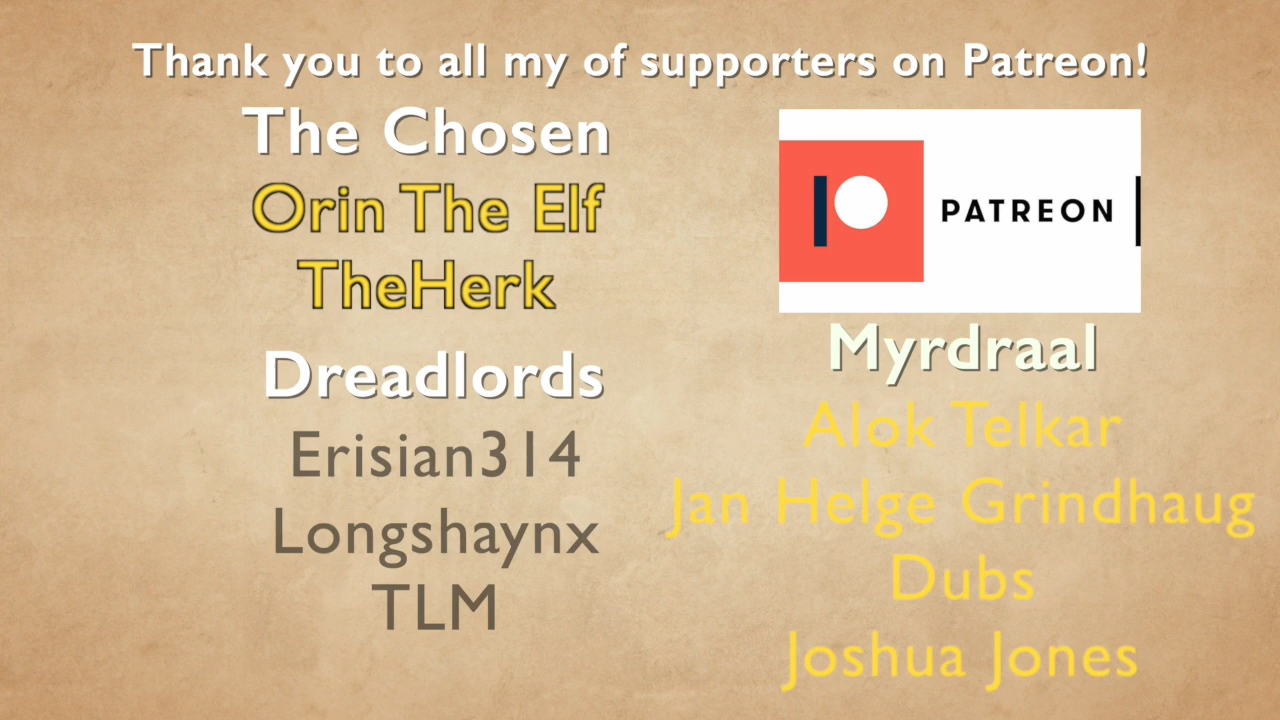 Thank you to all my of supporters on Patreon!
The Chosen
Orin The Elf
TheHerk
Dreadlords
Erisian314
Longshaynx
TLM
PATREON
Myrdraal
Alok Telkar
Jan Helge Grindhaug
Dubs
Joshua Jones